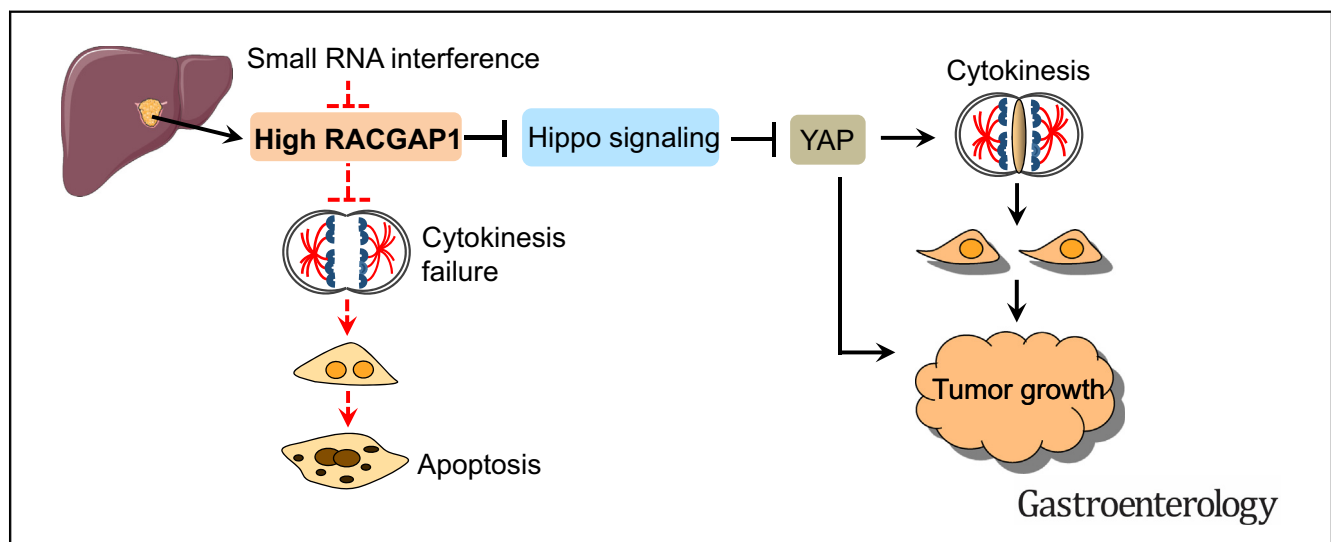 Small RNA interference
High RACGAP1
Hippo signaling
YAP
Cytokinesis
Cytokinesis
failure
Apoptosis
Tumor growth
Gastroenterology